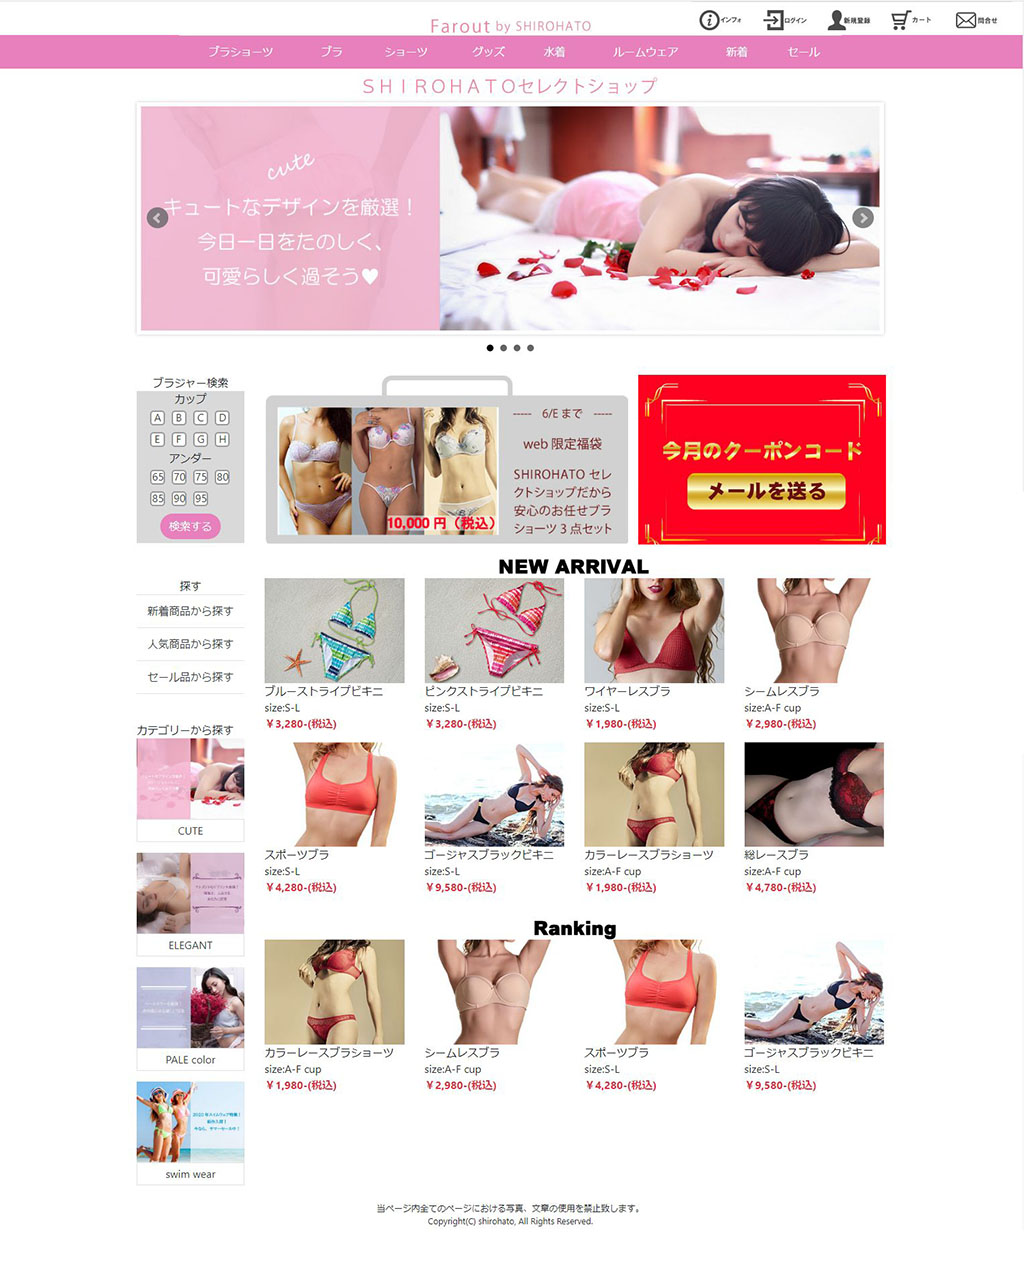 Farout by SHIROHATO
インフォ
ログイン
新規登録
カート
問合せ
ブラショーツ ブラ ショーツ グッズ 水着 ルームウェア 新着 セール
SHIROHATOセレクトショップ
cute
キュートなデザインを厳選！
今日一日をたのしく、
可愛らしく過そう♥
ブラジャー検索
カップ
A B C D
E F G H
アンダー
65 70 75 80
85 90 95
検索する
10,000 円（税込）
----- 6/E まで -----
web 限定福袋
SHIROHATO セレ
クトショップだから
安心のお任せブラ
ショーツ 3 点セット
今月のクーポンコード
メールを送る
探す
新着商品から探す
人気商品から探す
セール品から探す
カテゴリーから探す
CUTE
ELEGANT
PALE color
swim wear
NEW ARRIVAL
ブルーストライプビキニ
size:S-L
￥3,280-(税込)
ピンクストライプビキニ
size:S-L
￥3,280-(税込)
ワイヤーレスブラ
size:S-L
￥1,980-(税込)
シームレスブラ
size:A-F cup
￥2,980-(税込)
スポーツブラ
size:S-L
￥4,280-(税込)
ゴージャスブラックビキニ
size:S-L
￥9,580-(税込)
カラーレースブラショーツ
size:A-F cup
￥1,980-(税込)
総レースブラ
size:A-F cup
￥4,780-(税込)
Ranking
カラーレースブラショーツ
size:A-F cup
￥1,980-(税込)
シームレスブラ
size:A-F cup
￥2,980-(税込)
スポーツブラ
size:S-L
￥4,280-(税込)
ゴージャスブラックビキニ
size:S-L
￥9,580-(税込)
当ページ内全てのページにおける写真、文章の使用を禁止致します。
Copyright(C) shirohato, All Rights Reserved.